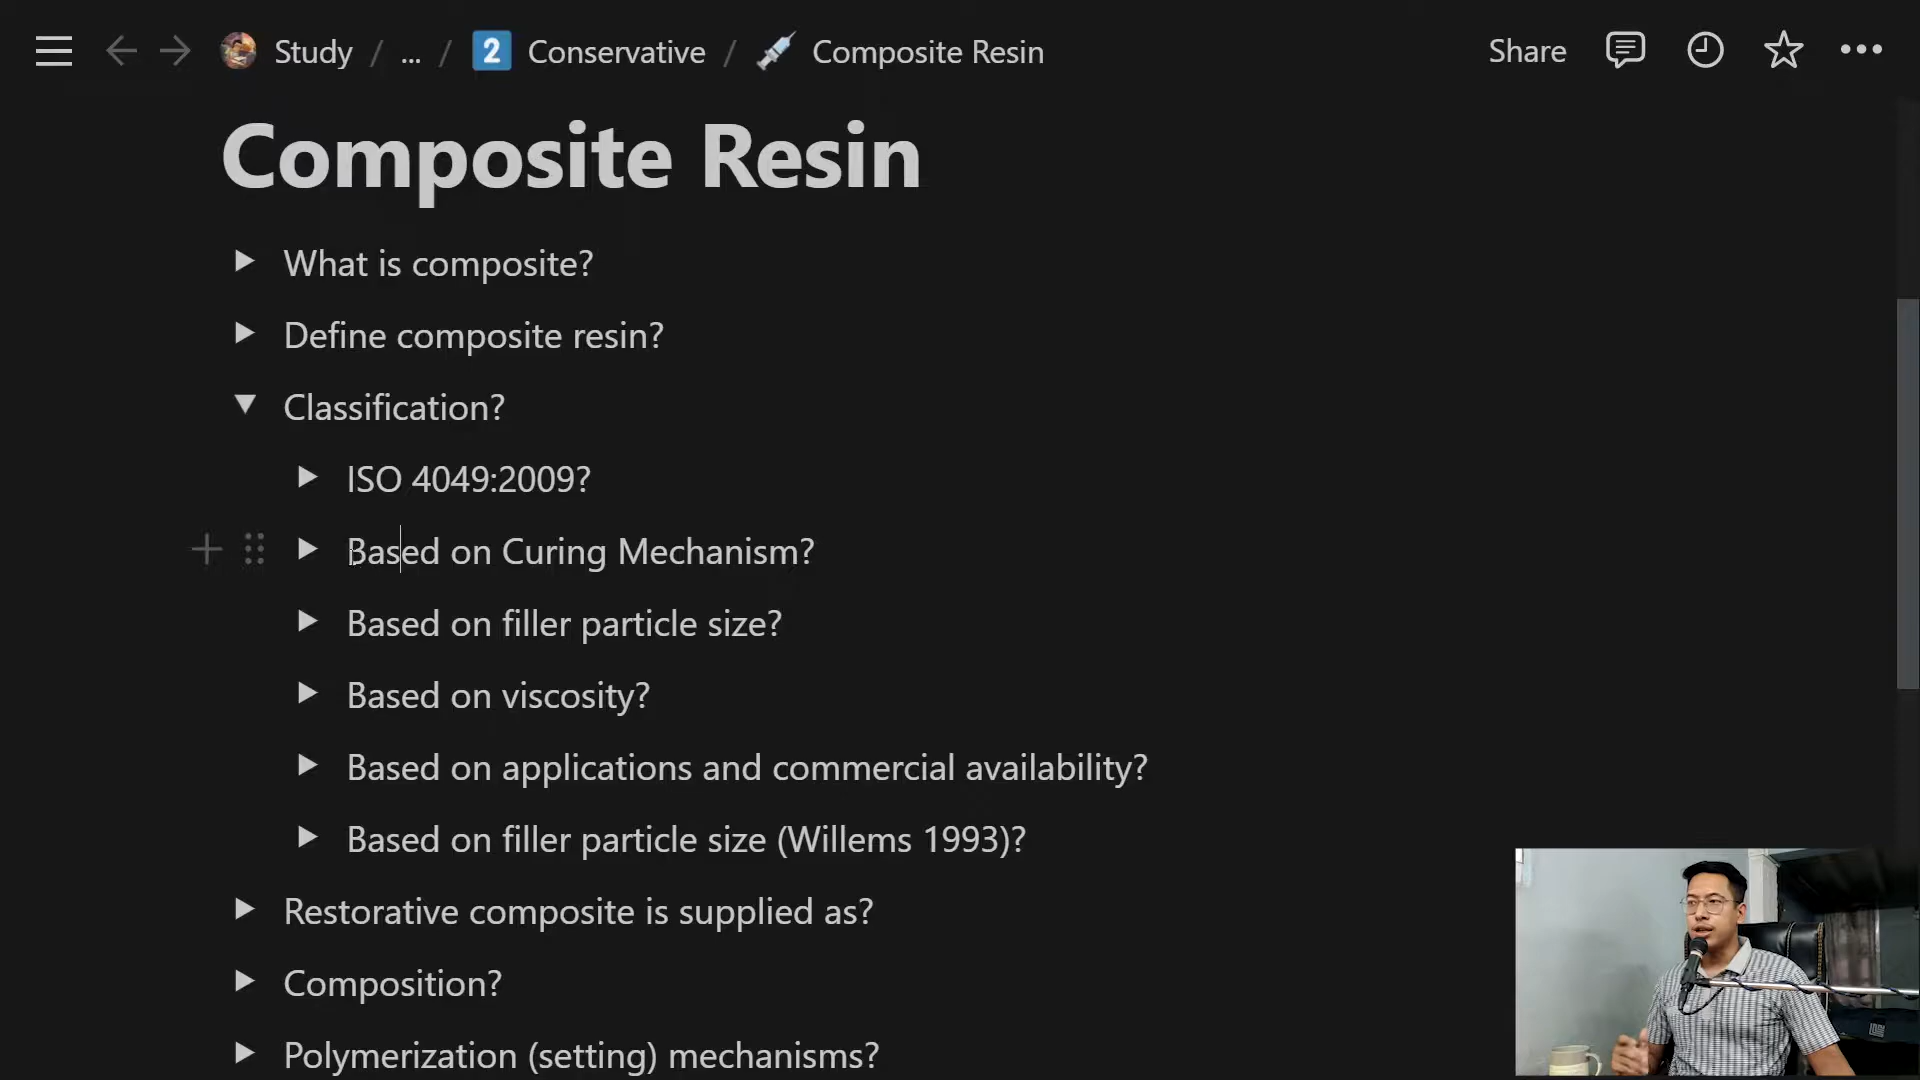 Study / ... / 2 Conservative / Composite Resin
Share
Composite Resin
What is composite?
Define composite resin?
Classification?
ISO 4049:2009?
Based on Curing Mechanism?
Based on filler particle size?
Based on viscosity?
Based on applications and commercial availability?
Based on filler particle size (Willems 1993)?
Restorative composite is supplied as?
Composition?
Polymerization (setting) mechanisms?